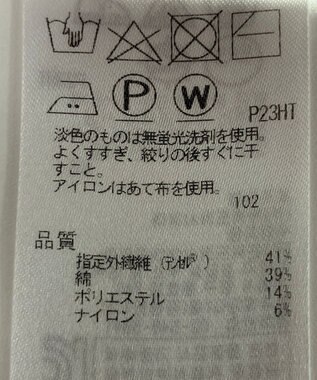 P W
P23HT
淡色のものは無蛍光洗剤を使用。
よくすすぎ、絞りの後すぐに干
すこと。
アイロンはあて布を使用。
102
品質
指定外繊維(テンセル) 41%
綿 39%
ポリエステル 14%
ナイロン 6%